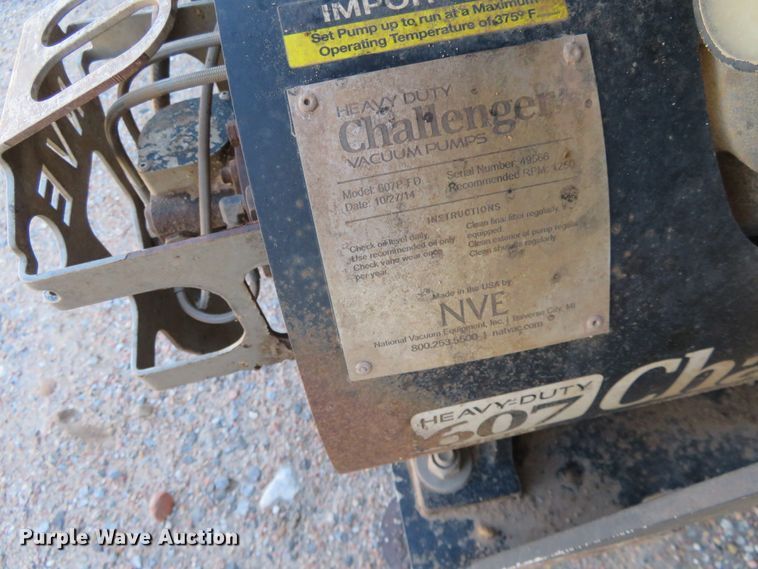 IMPOR
Set Pump up to run at a Maximum
Operating Temperature of 375° F.
HEAVY DUTY
Challenger
VACUUM PUMPS
Model: 607P-FD Serial Number: 49566
Date: 10/27/14 Recommended RPM: 1250
INSTRUCTIONS
Check oil level daily.
Use recommended oil only
Check vane wear once
per year.
Clean final filter regularly, if
equipped.
Clean exterior of pump regularly
Clean shrouds regularly
Made in the USA by
NVE
National Vacuum Equipment, Inc. | Traverse City, MI
800.253.5500 | natvac.com
HEAVY-DUTY
607 Cha
NVE
Purple Wave Auction